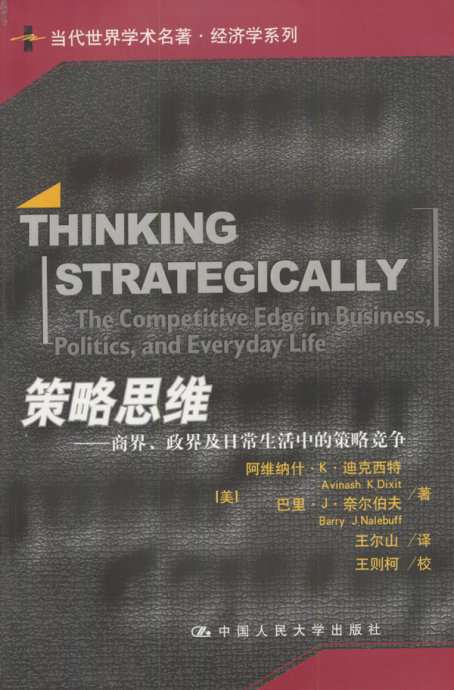 当代世界学术名著·经济学系列
THINKING
STRATEGICALLY
The Competitive Edge in Business,
Politics, and Everyday Life
策略思维
——商界、政界及日常生活中的策略竞争
阿维纳什·K·迪克西特
Avinash K Dixit
[美] /著
巴里·J·奈尔伯夫
Barry J Nalebuff
王尔山 /译
王则柯 /校
中国人民大学出版社